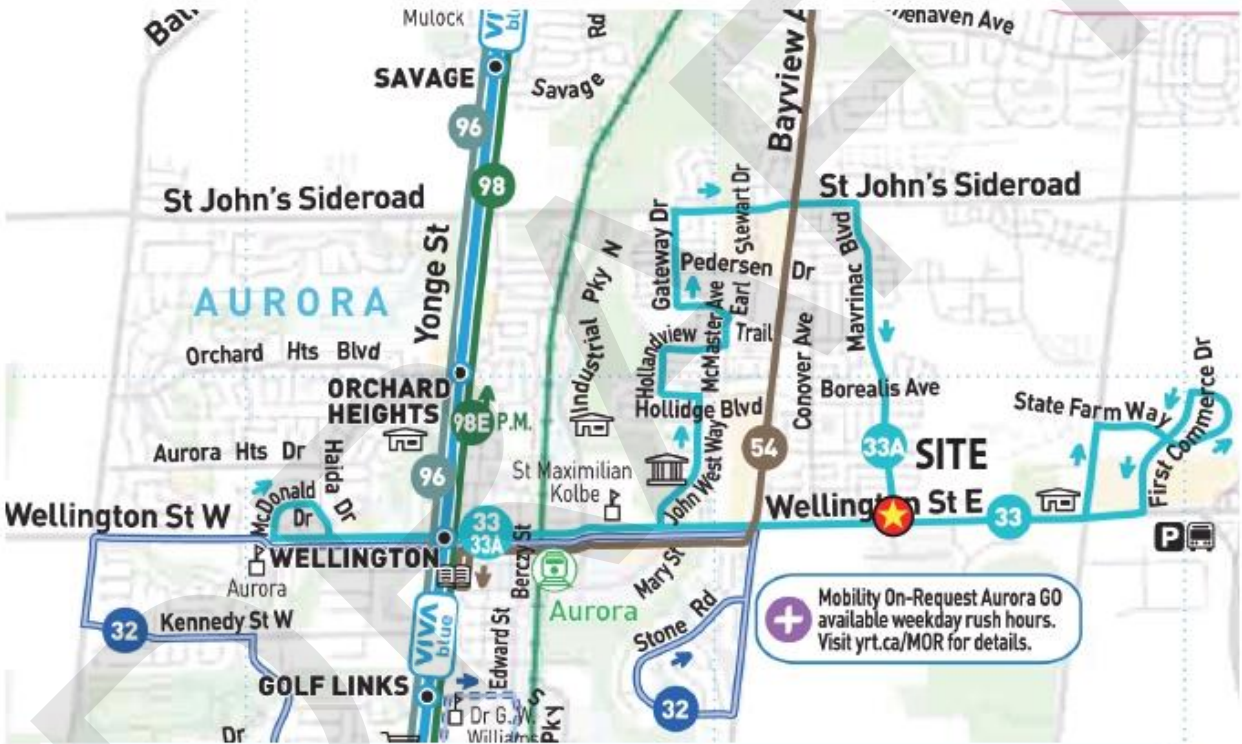 Mulock
SAVAGE
Rd
Savage
Bayview A
96
98
St John's Sideroad
St John's Sideroad
Yonge St
AURORA
Industrial Pky N
Gateway Dr
Stewart Dr
Earl
Pedersen Dr
McMaster Ave
Hollandview Trail
Conover Ave
Mavrinac Blvd
Orchard Hts Blvd
ORCHARD
HEIGHTS
98E P.M.
Borealis Ave
Hollidge Blvd
State Farm Way
First Commerce Dr
Aurora Hts Dr
Haida Dr
96
St Maximilian
Kolbe
John West Way
54
33A
SITE
McDonald
Dr
Wellington St W
WELLINGTON
33
33A
Berczy St
Wellington St E
33
P
Aurora
Aurora
Mary St
Stone Rd
32
Kennedy St W
VIVA
blue
Edward St
Mobility On-Request Aurora GO
available weekday rush hours.
Visit yrt.ca/MOR for details.
GOLF LINKS
32
Dr G. W.
Williams
S
Pky
Dr